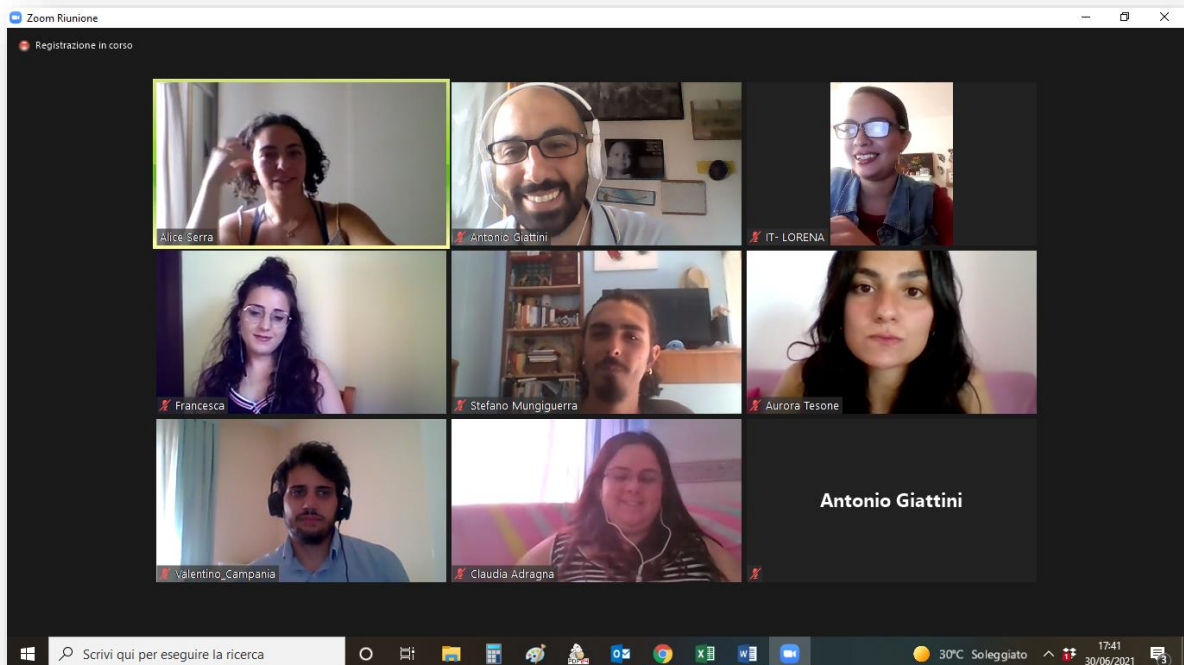 Zoom Riunione
Registrazione in corso
Alice Serra
Antonio Giattini
IT- LORENA
Francesca
Stefano Mungiguerra
Aurora Tesone
Valentino_Campania
Claudia Adragna
Antonio Giattini
Scrivi qui per eseguire la ricerca
30°C Soleggiato
17:41
30/06/2021
3